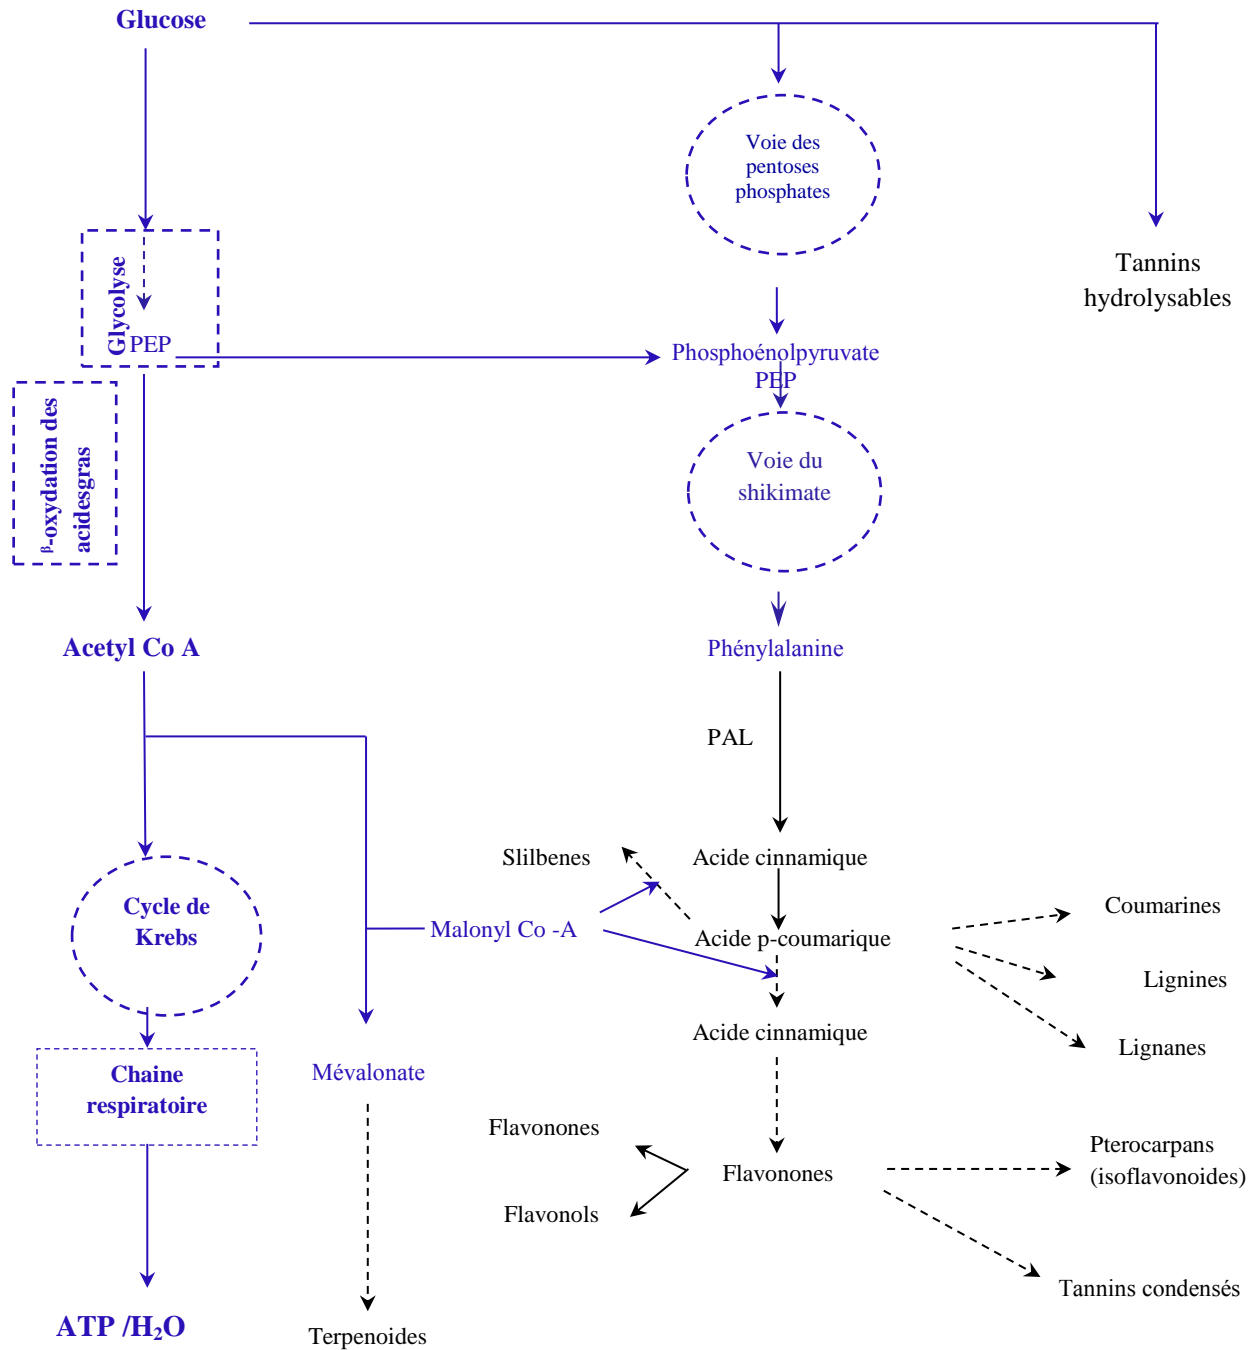 Glucose
Voie des
pentoses
phosphates
Tannins
hydrolysables
Glycolyse
PEP
Phosphoénolpyruvate
PEP
β-oxydation des
acidesgras
Voie du
shikimate
Acetyl Co A
Phénylalanine
PAL
Slilbenes
Acide cinnamique
Cycle de
Krebs
Malonyl Co -A
Acide p-coumarique
Coumarines
Lignines
Acide cinnamique
Lignanes
Chaine
respiratoire
Mévalonate
Flavonones
Flavonones
Pterocarpans
(isoflavonoides)
Flavonols
Tannins condensés
ATP /H₂O
Terpenoides